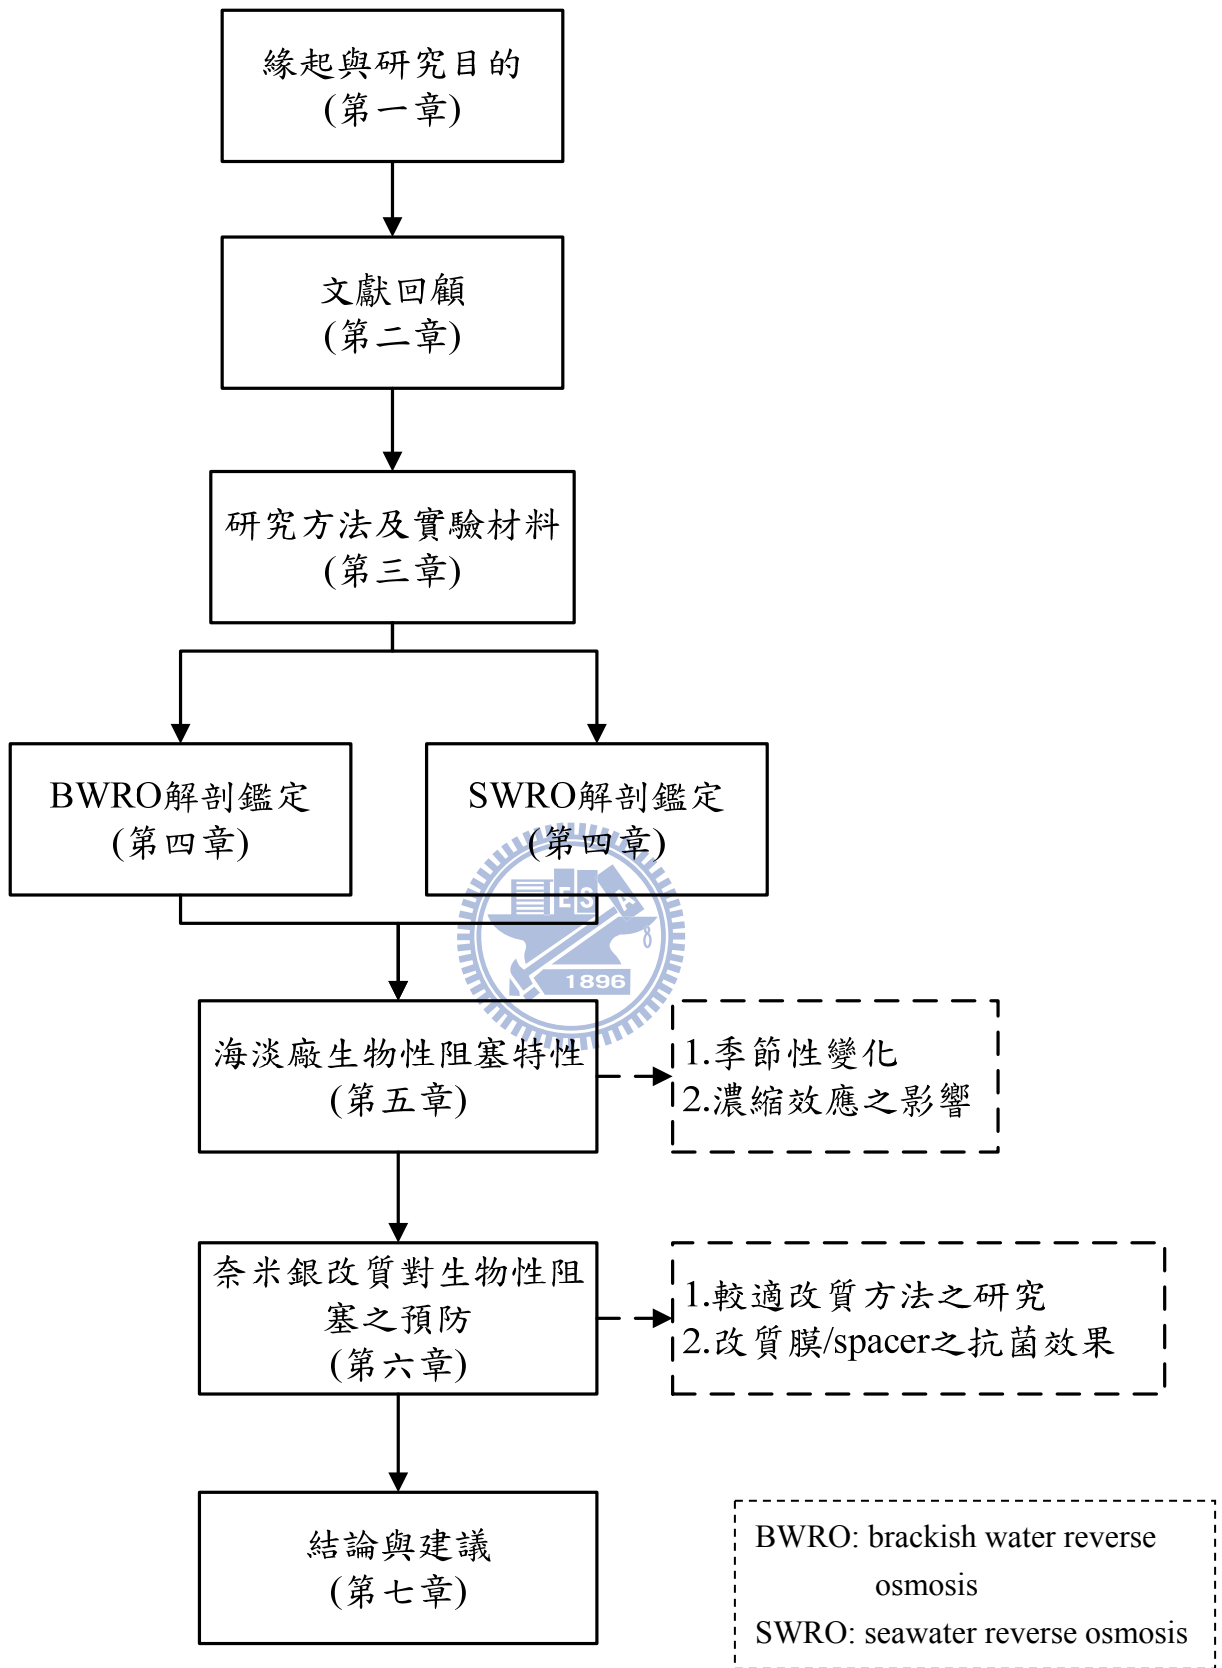 緣起與研究目的
(第一章)
文獻回顧
(第二章)
研究方法及實驗材料
(第三章)
BWRO解剖鑑定
(第四章)
SWRO解剖鑑定
(第四章)
E S A
1896
海淡廠生物性阻塞特性
(第五章)
1.季節性變化
2.濃縮效應之影響
奈米銀改質對生物性阻
塞之預防
(第六章)
1.較適改質方法之研究
2.改質膜/spacer之抗菌效果
結論與建議
(第七章)
BWRO: brackish water reverse
osmosis
SWRO: seawater reverse osmosis